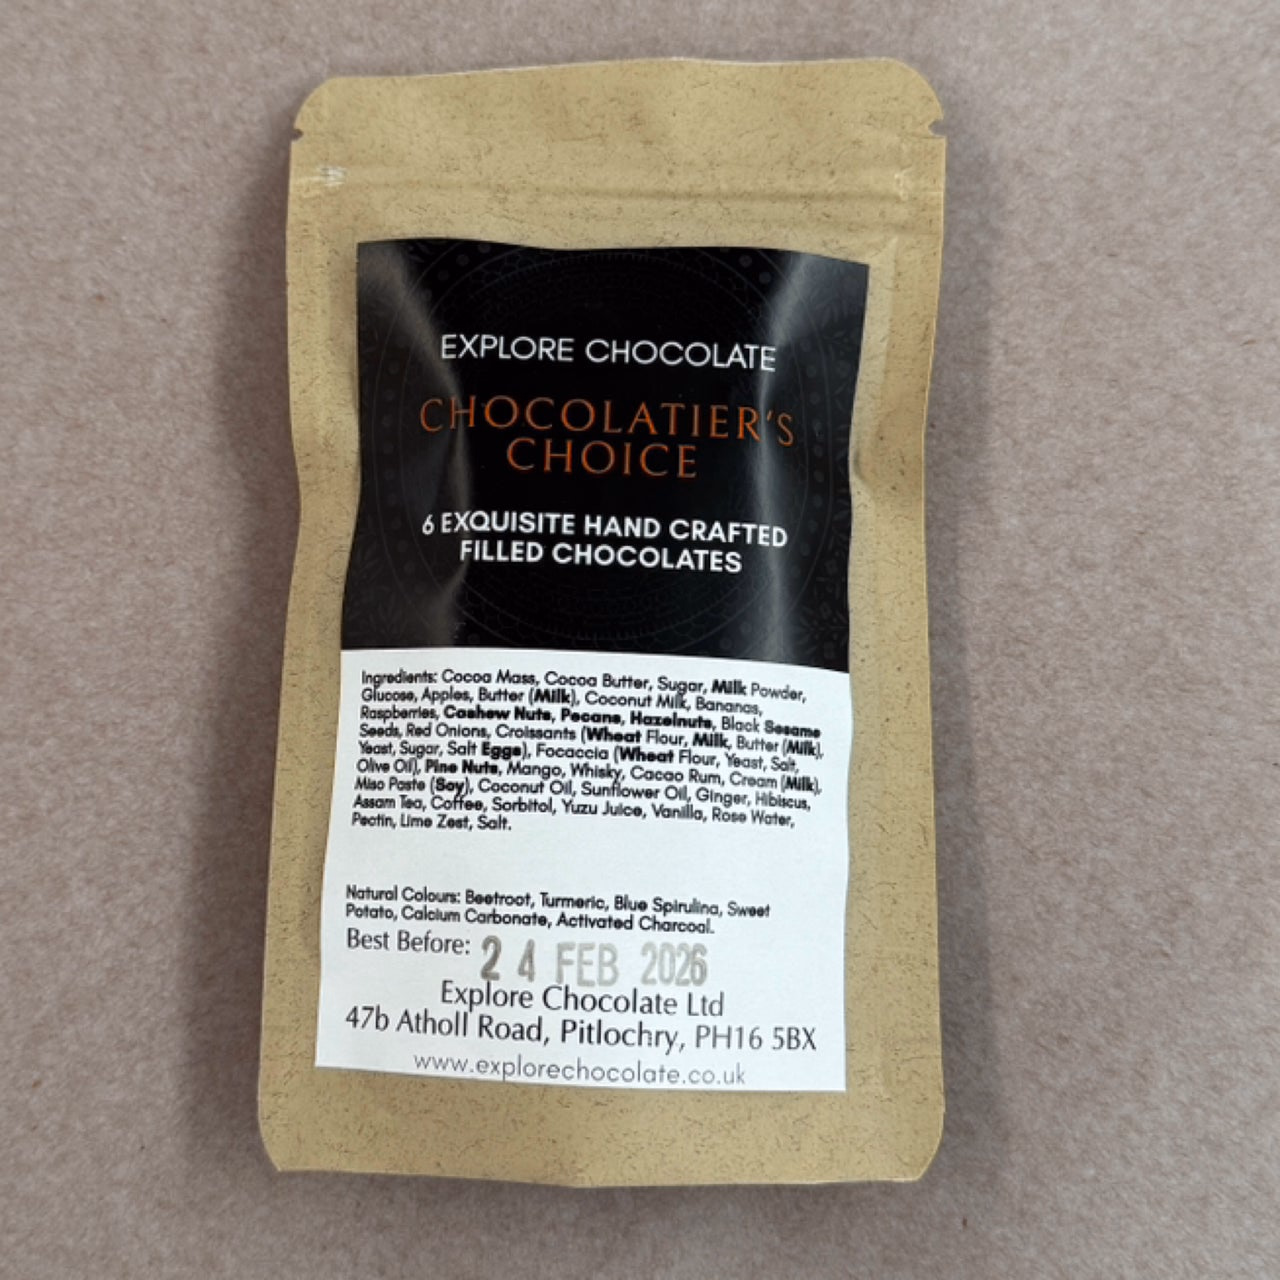 EXPLORE CHOCOLATE
CHOCOLATIER'S
CHOICE
6 EXQUISITE HAND CRAFTED
FILLED CHOCOLATES
Ingredients: Cocoa Mass, Cocoa Butter, Sugar, Milk Powder,
Glucose, Apples, Butter (Milk), Coconut Milk, Bananas,
Raspberries, Cashew Nuts, Pecans, Hazelnuts, Black Sesame
Seeds, Red Onions, Croissants (Wheat Flour, Milk, Butter (Milk),
Yeast, Sugar, Salt Eggs), Focaccia (Wheat Flour, Yeast, Salt,
Olive Oil), Pine Nuts, Mango, Whisky, Cacao Rum, Cream (Milk),
Miso Paste (Soy), Coconut Oil, Sunflower Oil, Ginger, Hibiscus,
Assam Tea, Coffee, Sorbitol, Yuzu Juice, Vanilla, Rose Water,
Pectin, Lime Zest, Salt.
Natural Colours: Beetroot, Turmeric, Blue Spirulina, Sweet
Potato, Calcium Carbonate, Activated Charcoal.
Best Before: 24 FEB 2026
Explore Chocolate Ltd
47b Atholl Road, Pitlochry, PH16 5BX
www.explorechocolate.co.uk